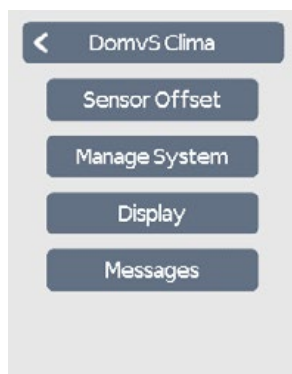 DomvS Clima
Sensor Offset
Manage System
Display
Messages